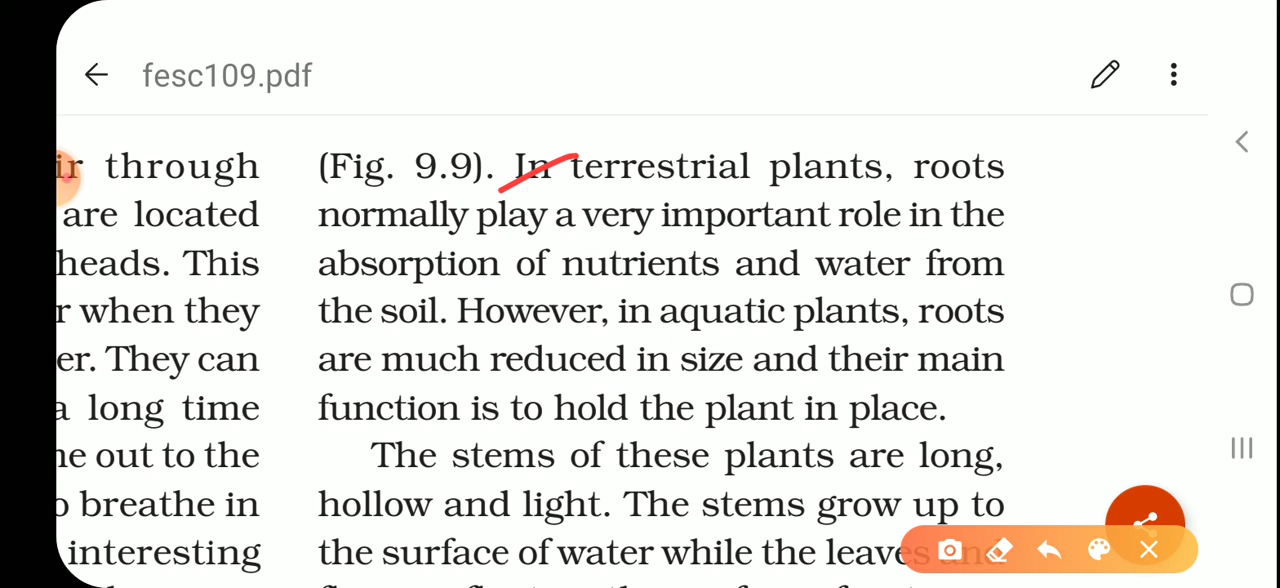 fesc109.pdf
through
are located
heads. This
r when they
er. They can
a long time
out to the
breathe in
interesting
(Fig. 9.9). In terrestrial plants, roots
normally play a very important role in the
absorption of nutrients and water from
the soil. However, in aquatic plants, roots
are much reduced in size and their main
function is to hold the plant in place.
The stems of these plants are long,
hollow and light. The stems grow up to
the surface of water while the leaves and